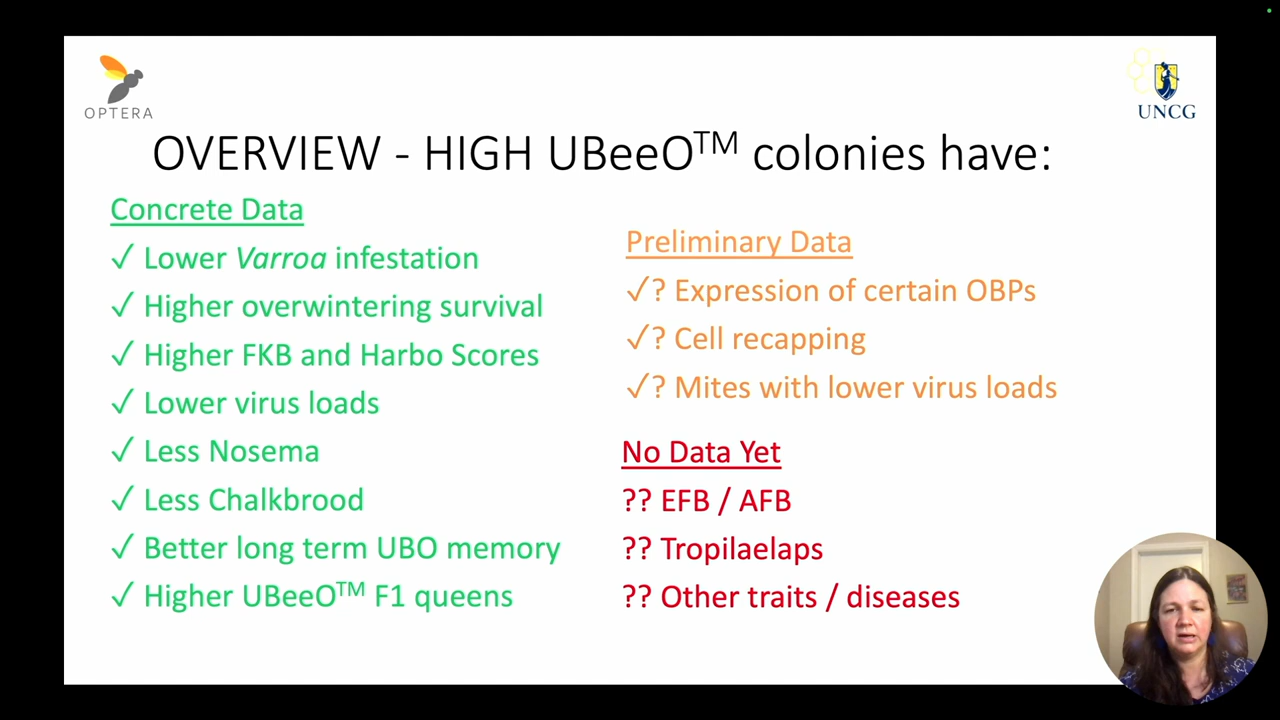 OPTERA
UNCG
OVERVIEW - HIGH UBeeO™ colonies have:
Concrete Data
✓ Lower Varroa infestation
✓ Higher overwintering survival
✓ Higher FKB and Harbo Scores
✓ Lower virus loads
✓ Less Nosema
✓ Less Chalkbrood
✓ Better long term UBO memory
✓ Higher UBeeO™ F1 queens
Preliminary Data
✓? Expression of certain OBPs
✓? Cell recapping
✓? Mites with lower virus loads
No Data Yet
?? EFB / AFB
?? Tropilaelaps
?? Other traits / diseases